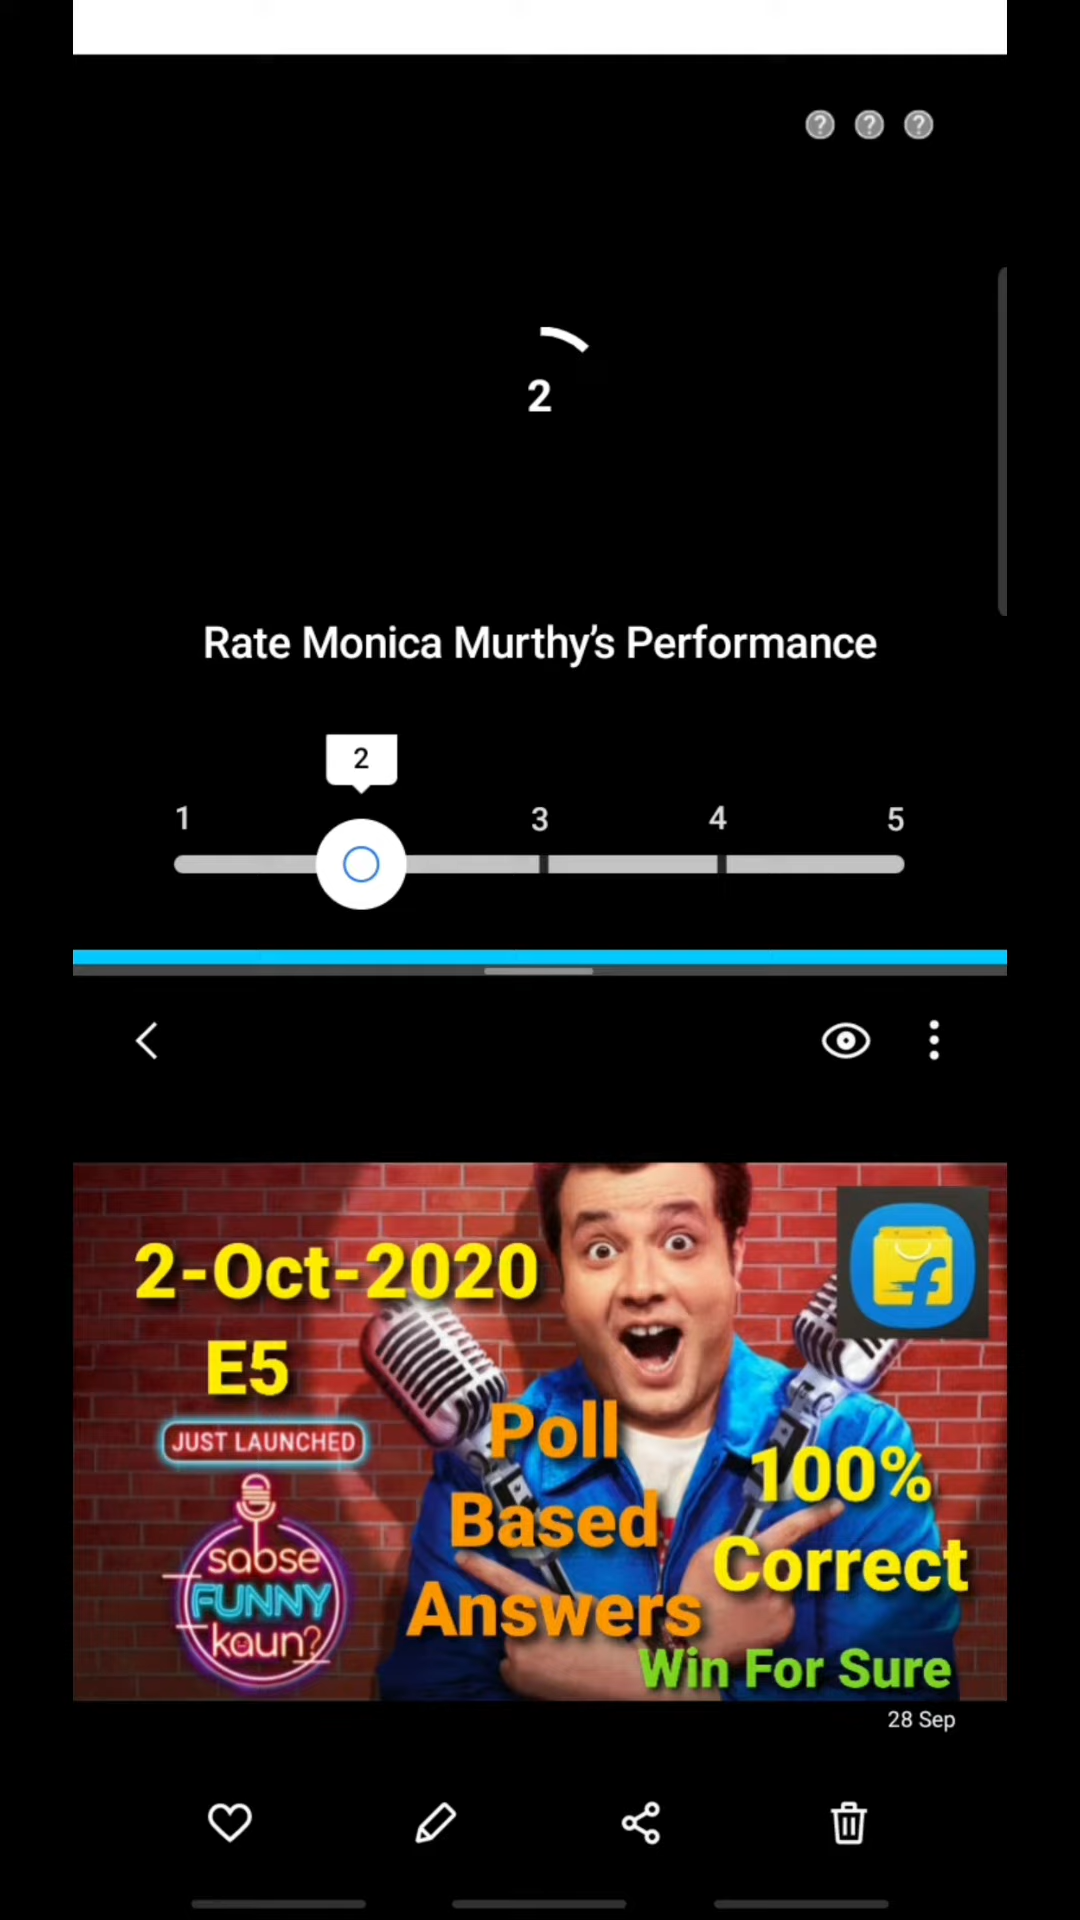 ? ? ?
2
Rate Monica Murthy's Performance
2
1 3 4 5
2-Oct-2020
E5
JUST LAUNCHED
sabse
FUNNY
kaun?
Poll
Based
Answers
100%
Correct
Win For Sure
f
28 Sep